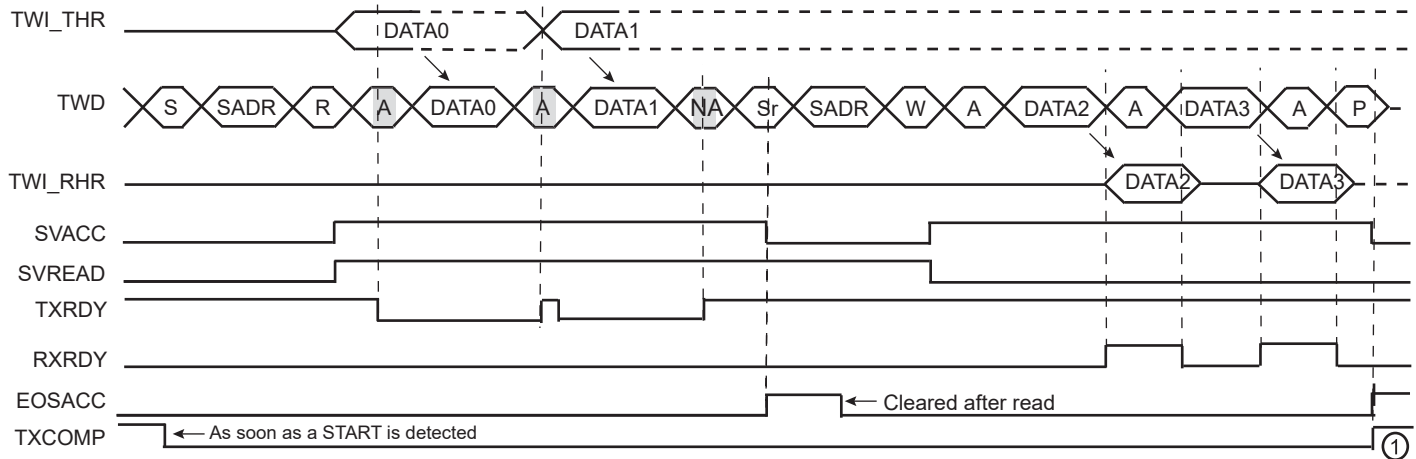 TWI_THR DATA0 DATA1
TWD S SADR R A DATA0 A DATA1 NA Sr SADR W A DATA2 A DATA3 A P
TWI_RHR DATA2 DATA3
SVACC
SVREAD
TXRDY
RXRDY
EOSACC Cleared after read
TXCOMP As soon as a START is detected 1